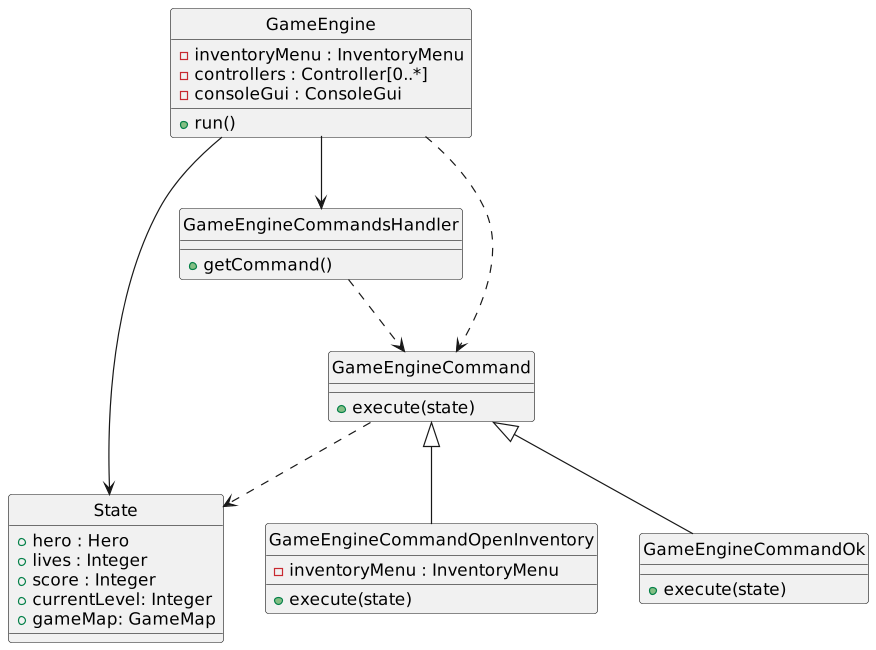 GameEngine
inventoryMenu : InventoryMenu
controllers : Controller[0..*]
consoleGui : ConsoleGui
run()
GameEngineCommandsHandler
getCommand()
GameEngineCommand
execute(state)
State
hero : Hero
lives : Integer
score : Integer
currentLevel: Integer
gameMap: GameMap
GameEngineCommandOpenInventory
inventoryMenu : InventoryMenu
execute(state)
GameEngineCommandOk
execute(state)